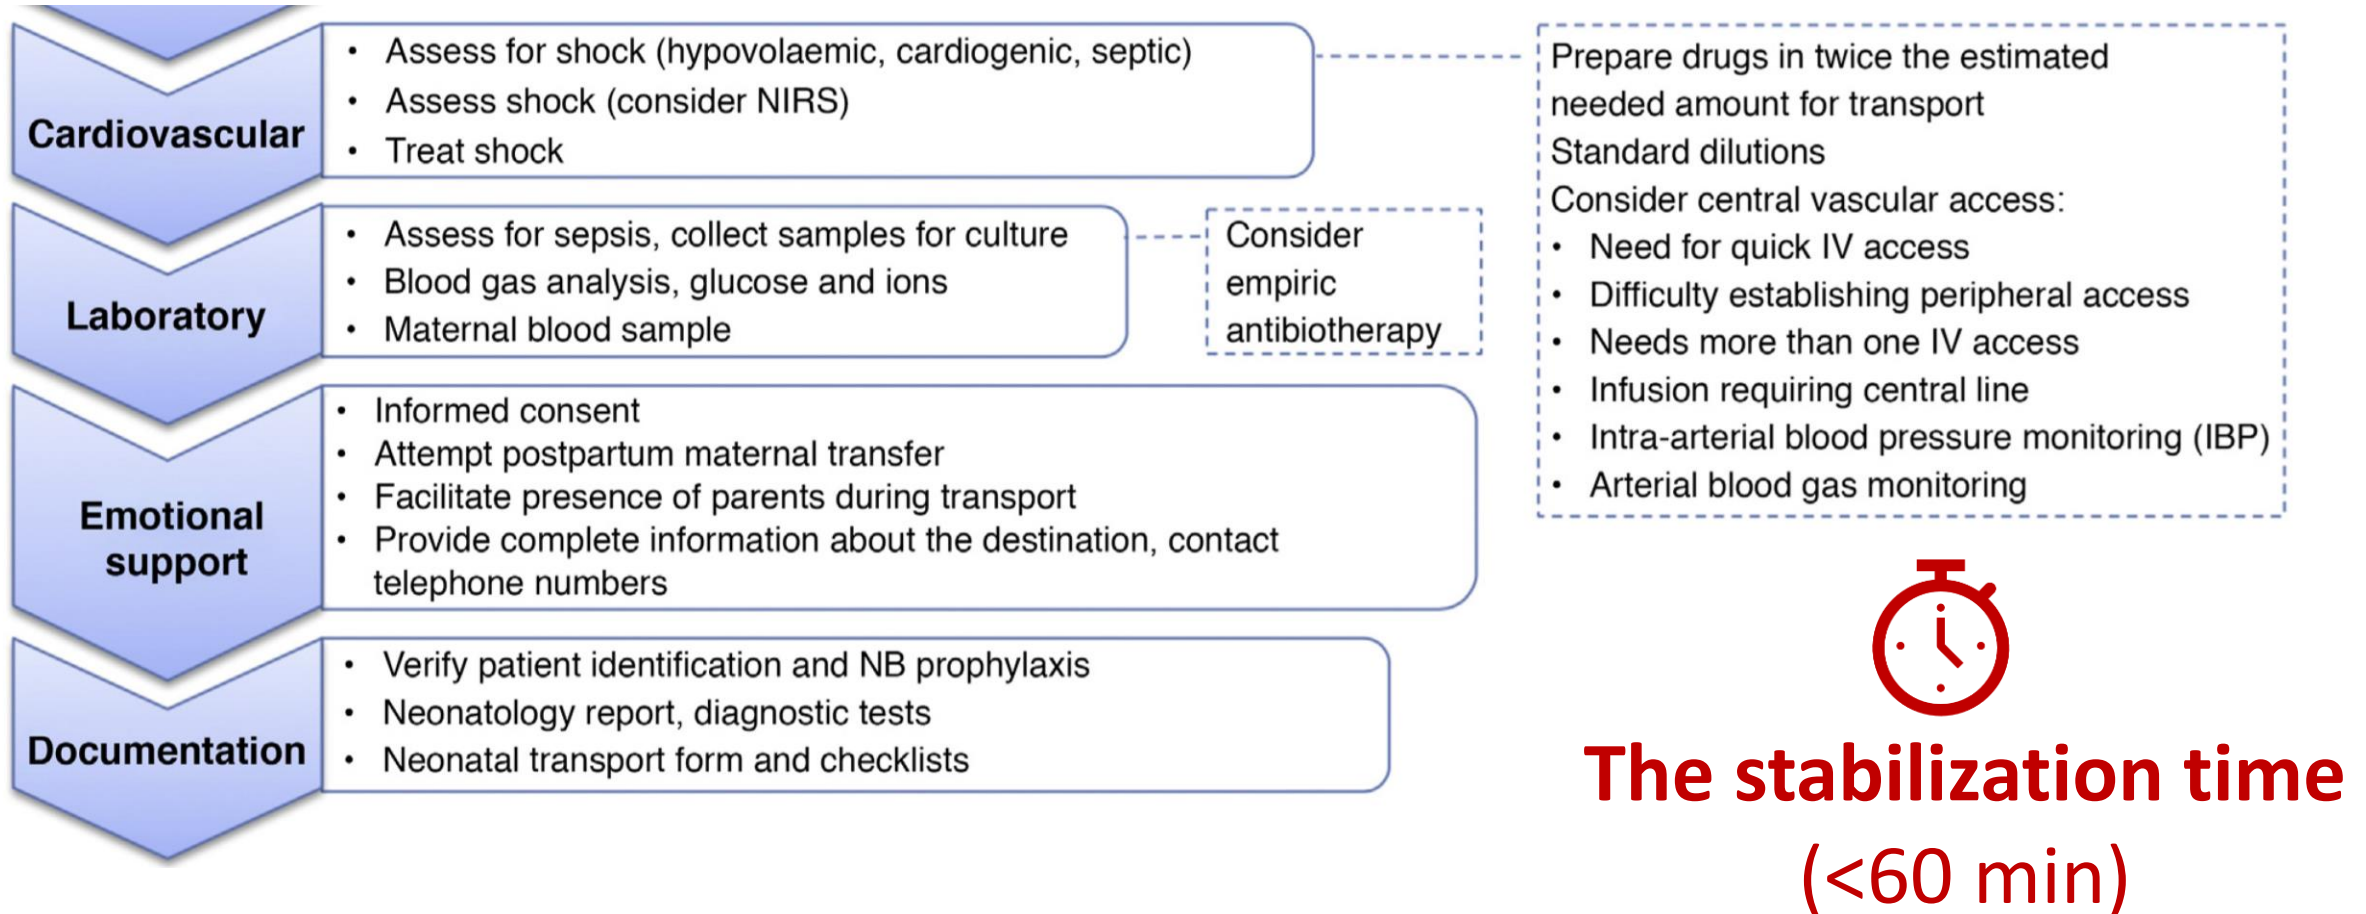 Cardiovascular
• Assess for shock (hypovolaemic, cardiogenic, septic)
• Assess shock (consider NIRS)
• Treat shock
Prepare drugs in twice the estimated
needed amount for transport
Standard dilutions
Consider central vascular access:
• Need for quick IV access
• Difficulty establishing peripheral access
• Needs more than one IV access
• Infusion requiring central line
• Intra-arterial blood pressure monitoring (IBP)
• Arterial blood gas monitoring
Laboratory
• Assess for sepsis, collect samples for culture
• Blood gas analysis, glucose and ions
• Maternal blood sample
Consider
empiric
antibiotherapy
Emotional
support
• Informed consent
• Attempt postpartum maternal transfer
• Facilitate presence of parents during transport
• Provide complete information about the destination, contact
telephone numbers
Documentation
• Verify patient identification and NB prophylaxis
• Neonatology report, diagnostic tests
• Neonatal transport form and checklists
The stabilization time
(<60 min)